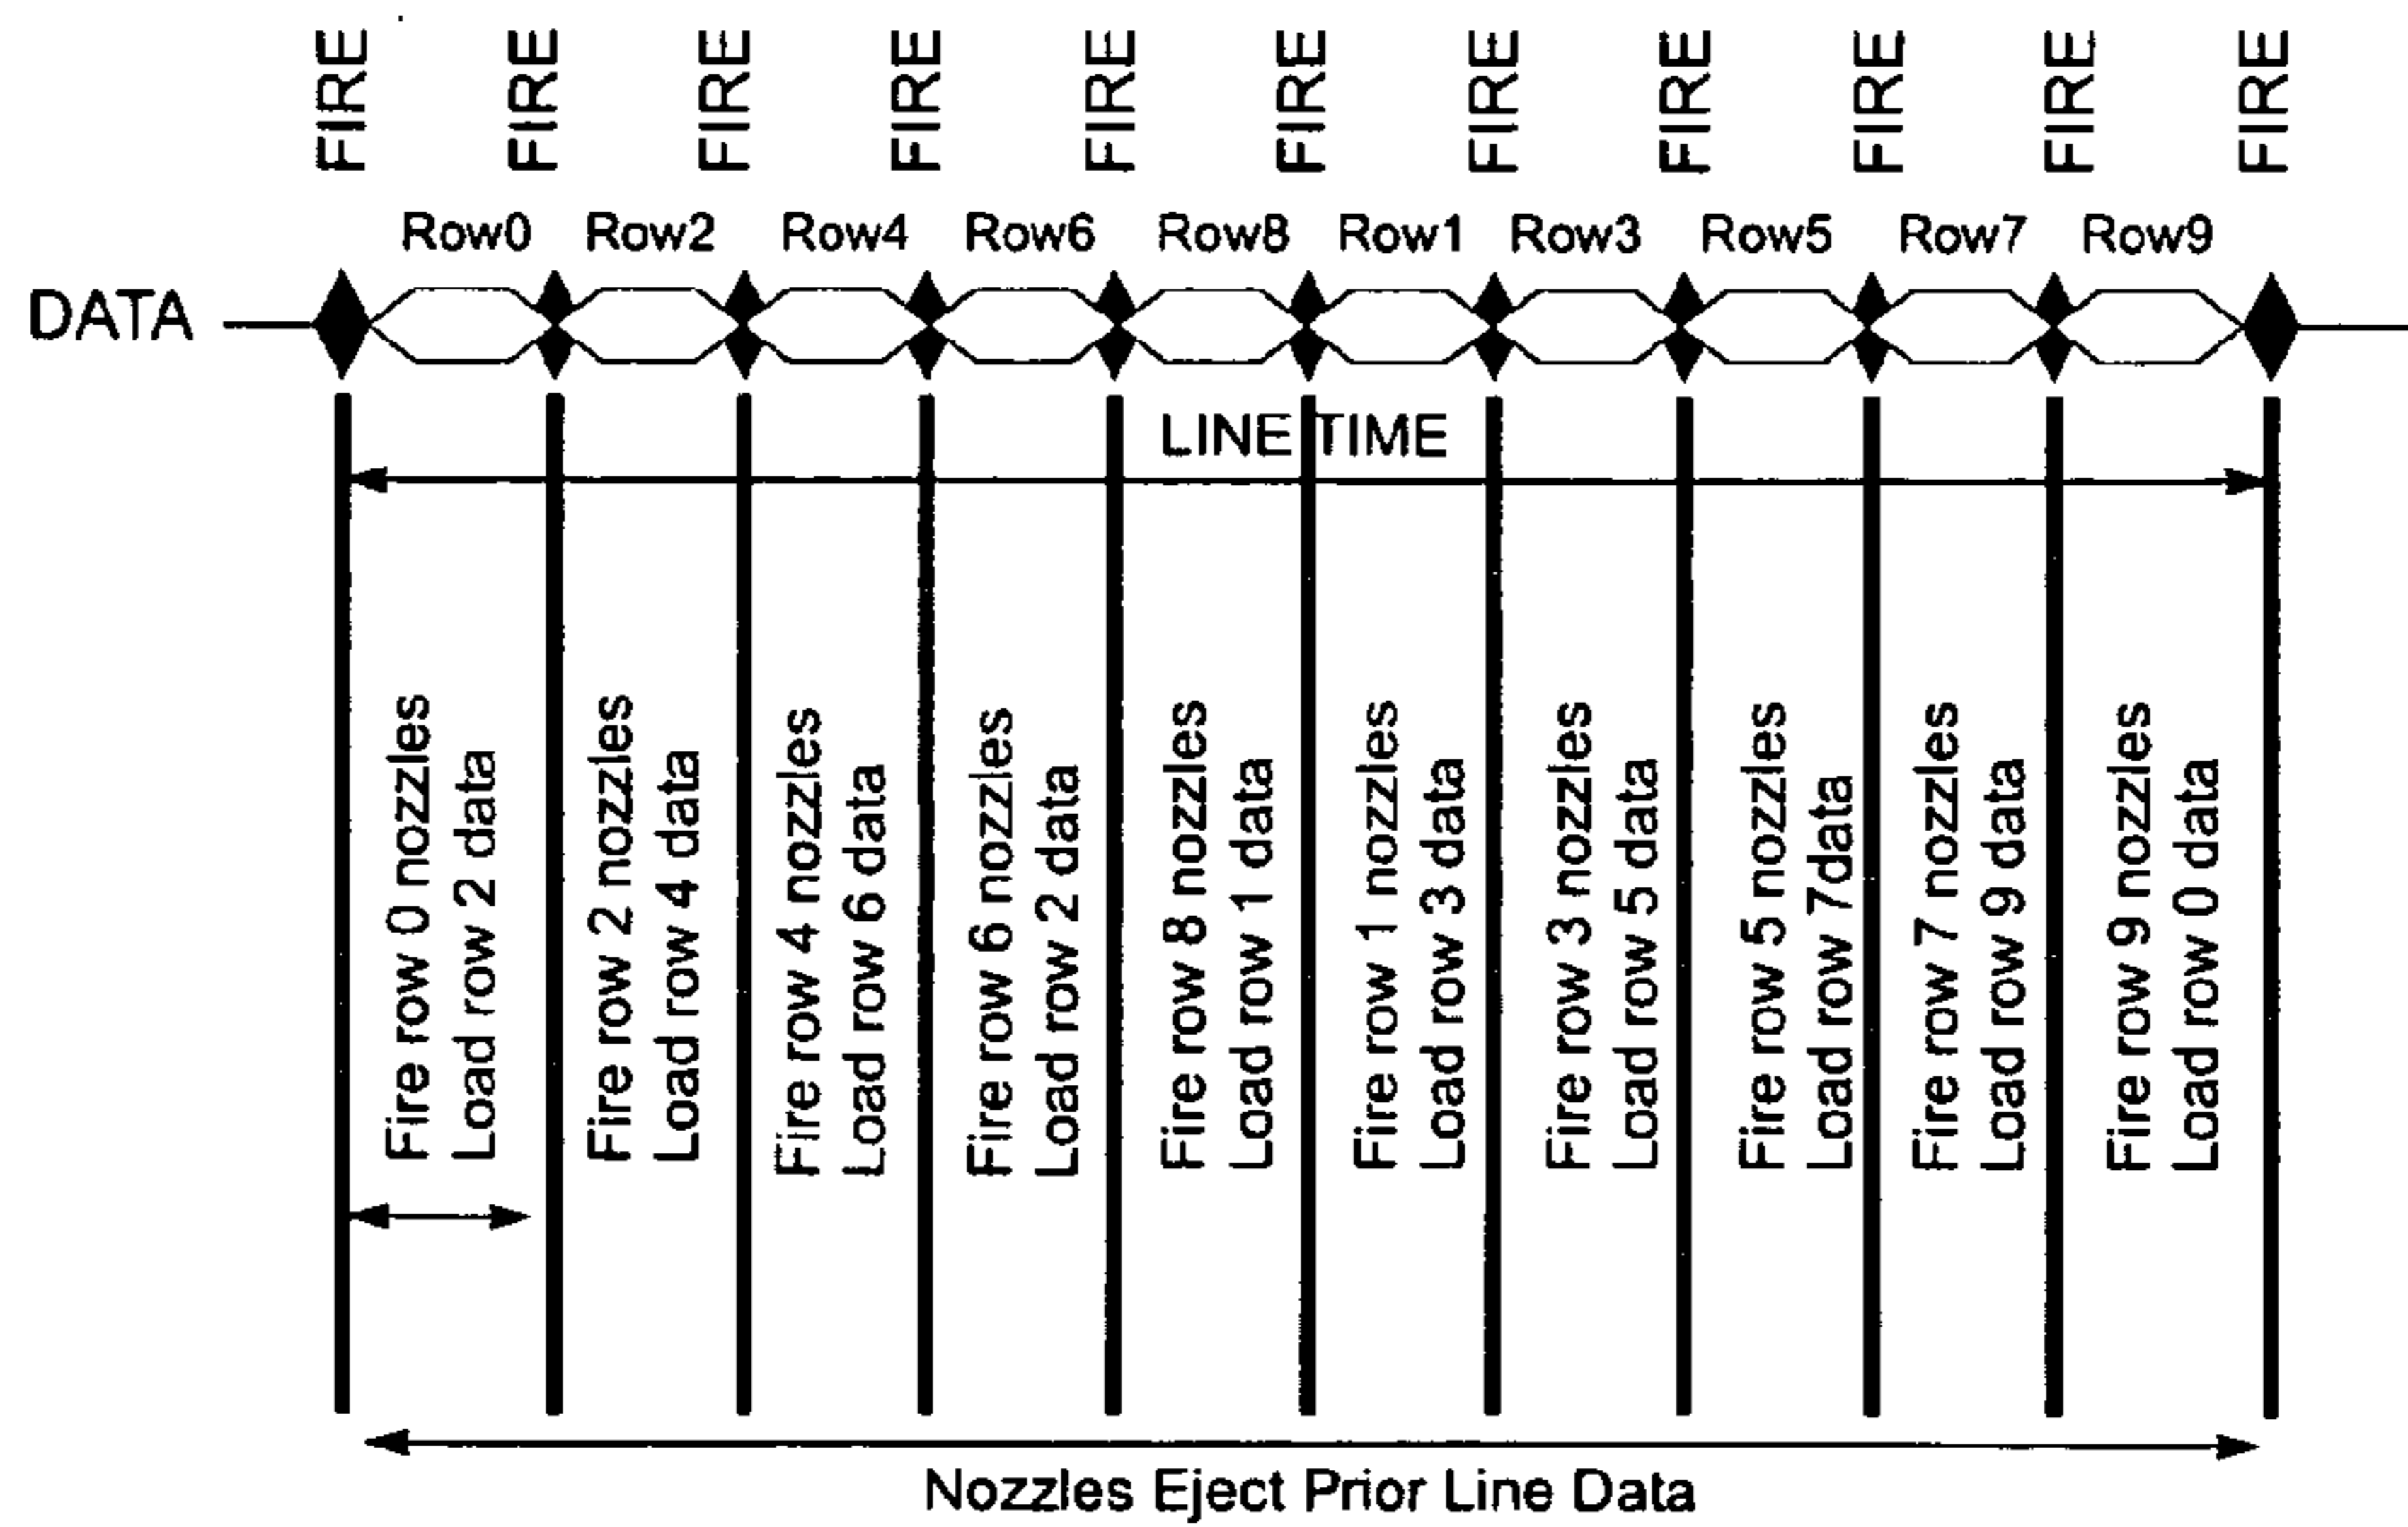 FIRE FIRE FIRE FIRE FIRE FIRE FIRE FIRE FIRE FIRE FIRE
Row0 Row2 Row4 Row6 Row8 Row1 Row3 Row5 Row7 Row9
DATA
LINE TIME
Fire row 0 nozzles
Load row 2 data
Fire row 2 nozzles
Load row 4 data
Fire row 4 nozzles
Load row 6 data
Fire row 6 nozzles
Load row 2 data
Fire row 8 nozzles
Load row 1 data
Fire row 1 nozzles
Load row 3 data
Fire row 3 nozzles
Load row 5 data
Fire row 5 nozzles
Load row 7data
Fire row 7 nozzles
Load row 9 data
Fire row 9 nozzles
Load row 0 data
Nozzles Eject Prior Line Data